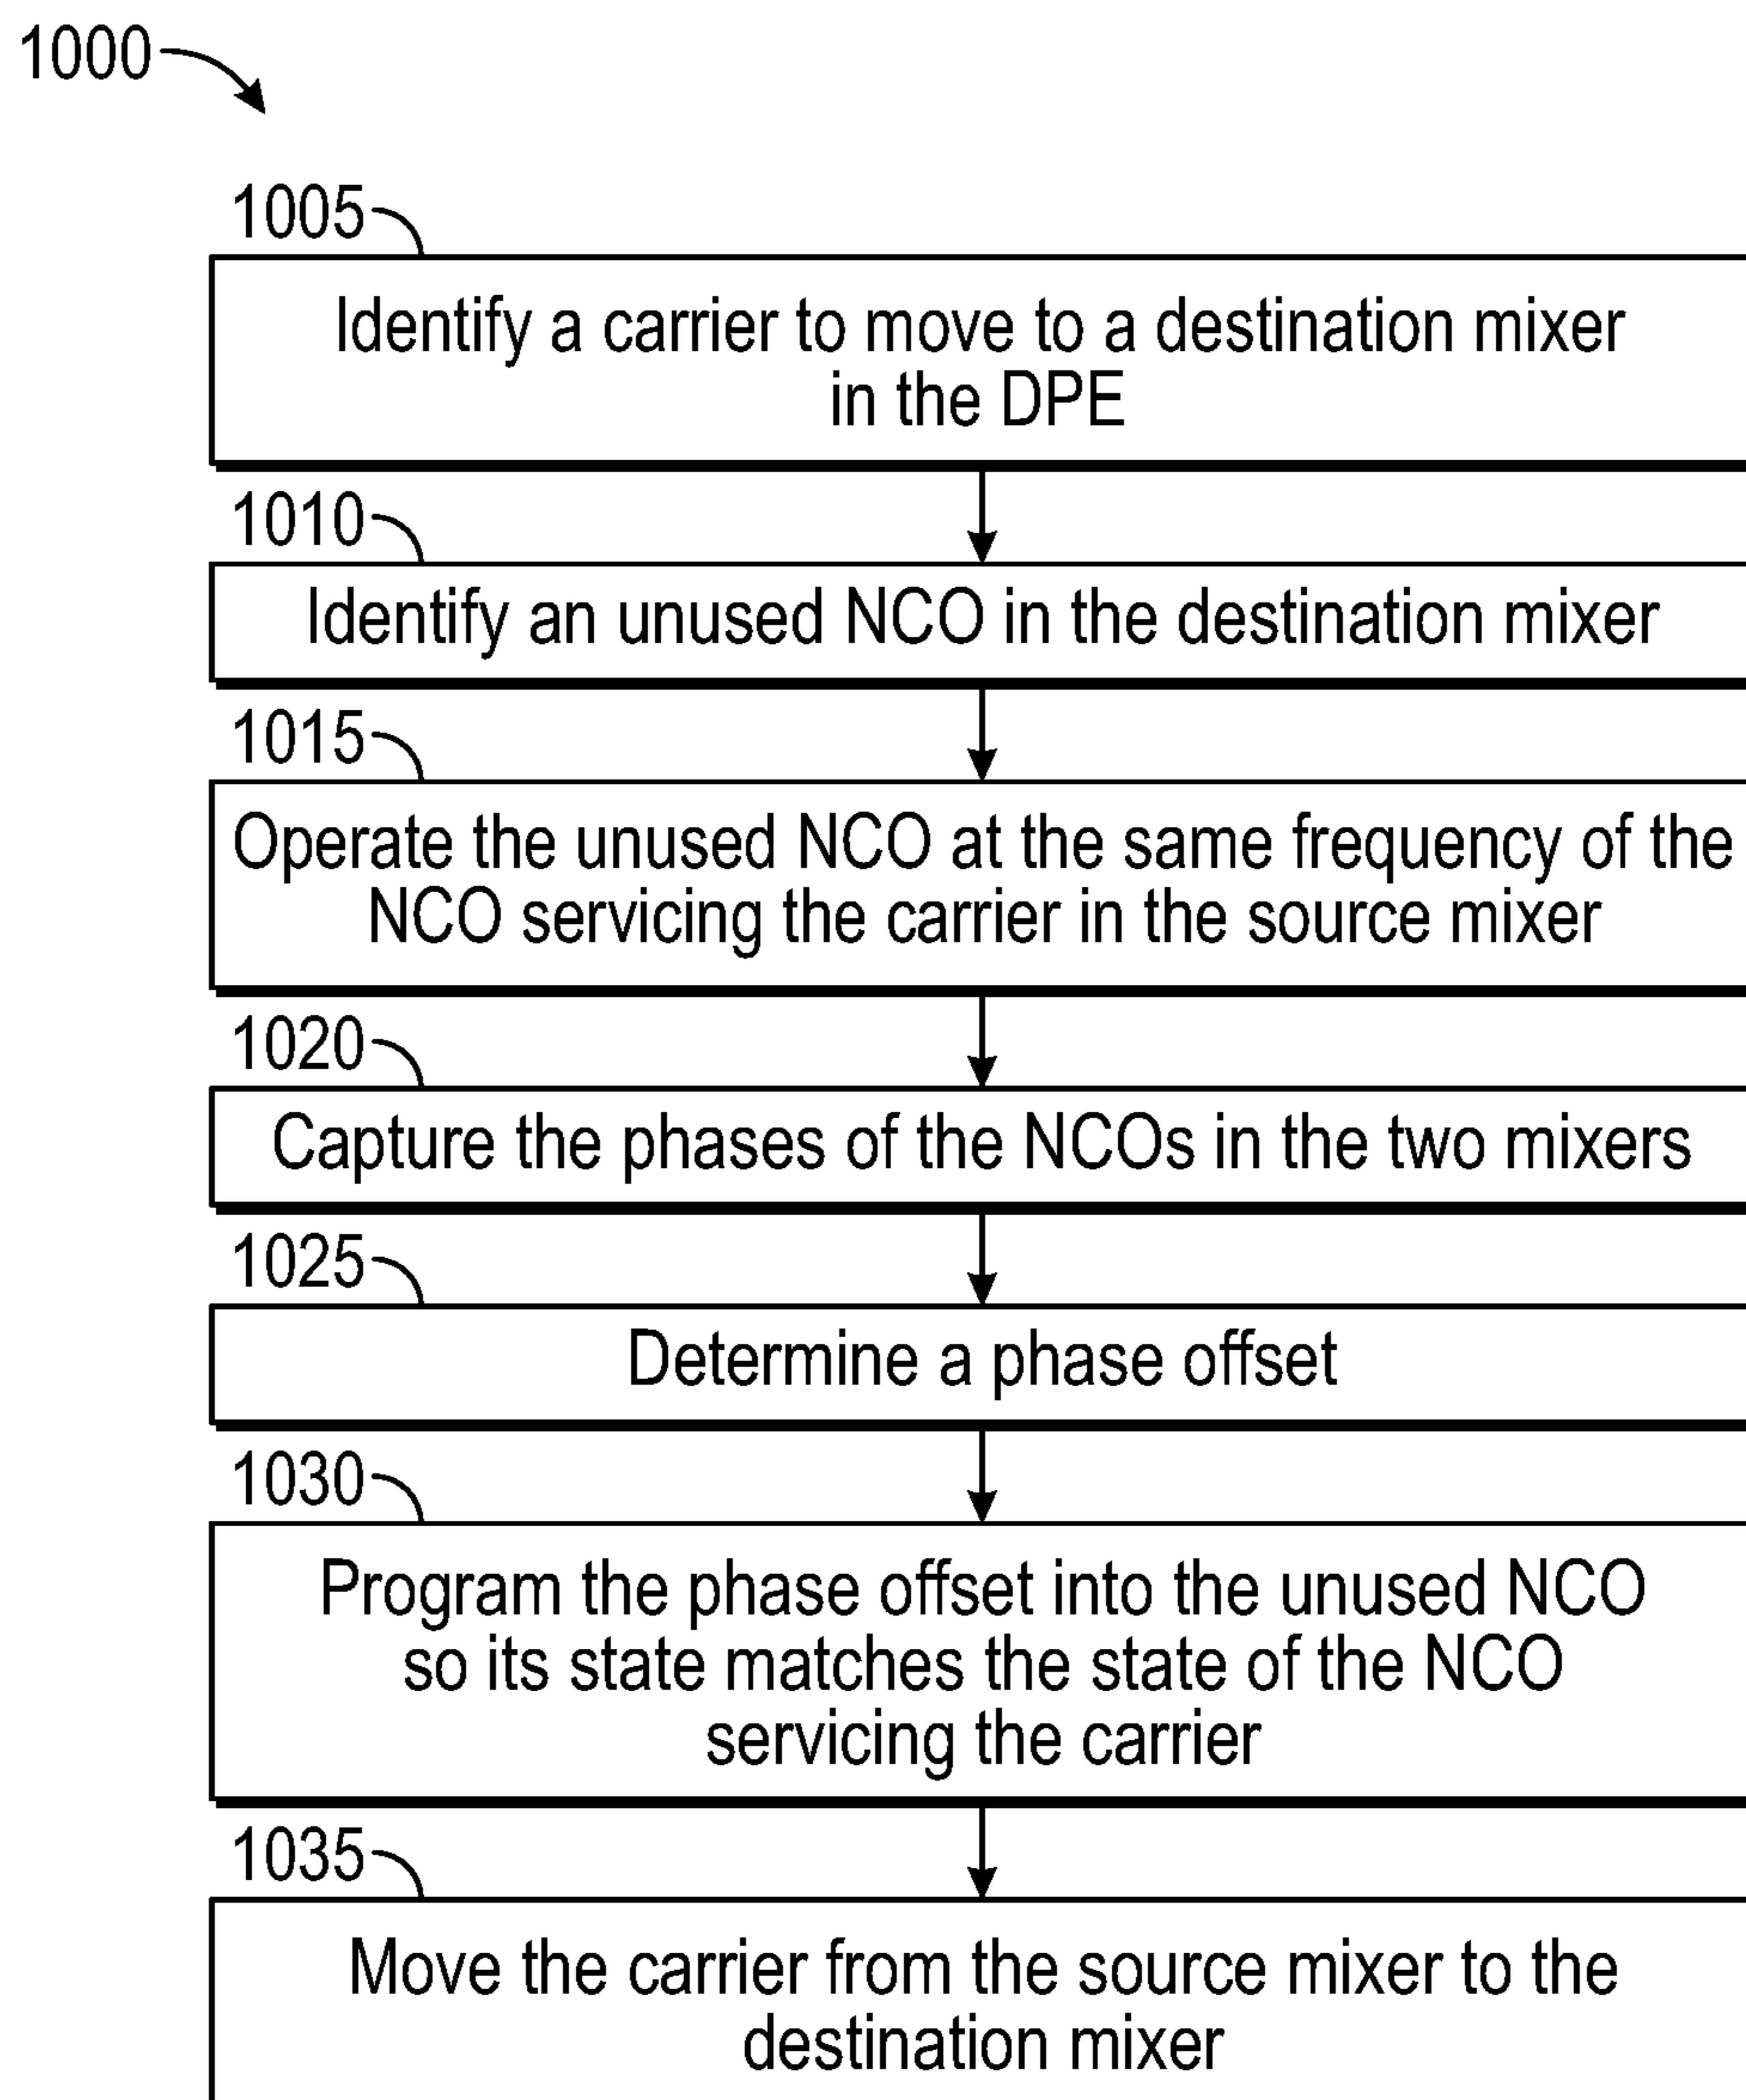 1000
1005
Identify a carrier to move to a destination mixer
in the DPE
1010
Identify an unused NCO in the destination mixer
1015
Operate the unused NCO at the same frequency of the
NCO servicing the carrier in the source mixer
1020
Capture the phases of the NCOs in the two mixers
1025
Determine a phase offset
1030
Program the phase offset into the unused NCO
so its state matches the state of the NCO
servicing the carrier
1035
Move the carrier from the source mixer to the
destination mixer